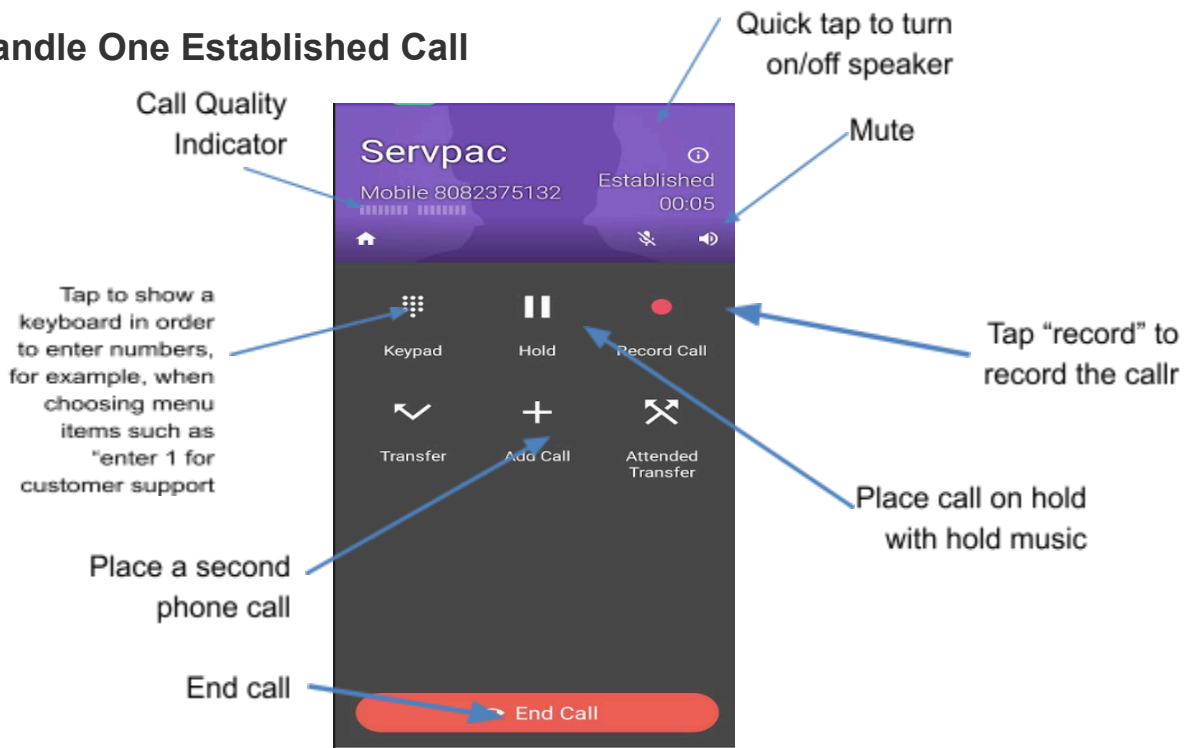 andle One Established Call
Quick tap to turn
on/off speaker
Call Quality
Indicator
Mute
Servpac
Mobile 8082375132
Established
00:05
Tap to show a
keyboard in order
to enter numbers,
for example, when
choosing menu
items such as
"enter 1 for
customer support
Keypad
Hold
Record Call
Tap “record” to
record the callr
Transfer
Add Call
Attended
Transfer
Place call on hold
with hold music
Place a second
phone call
End call
End Call